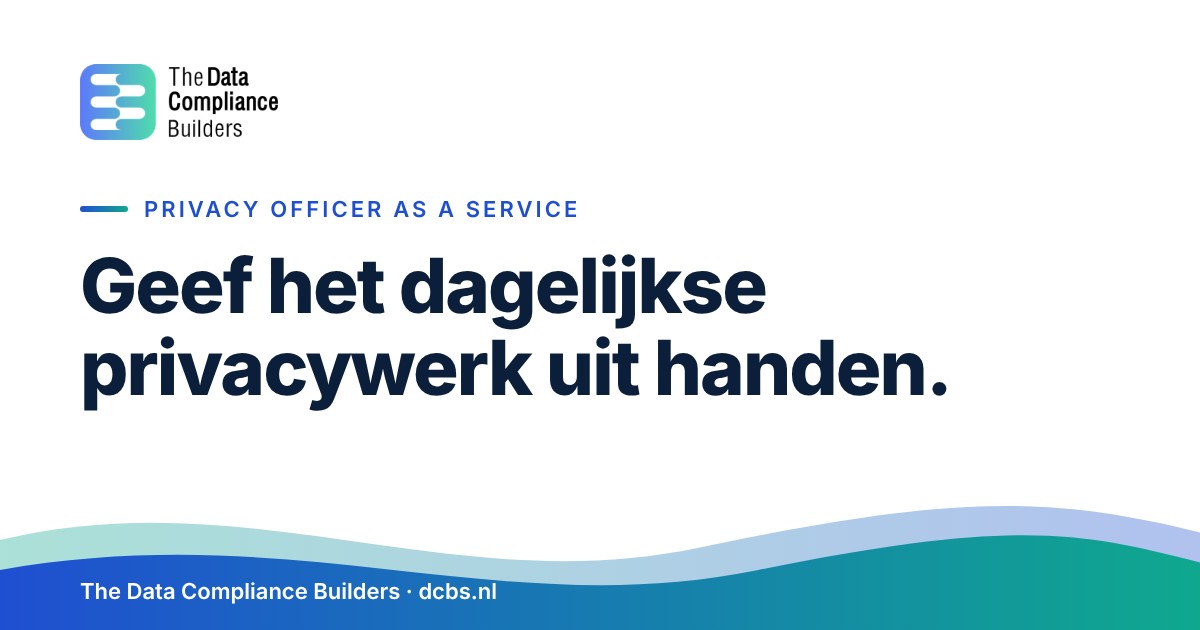 The Data
Compliance
Builders
PRIVACY OFFICER AS A SERVICE
Geef het dagelijkse
privacywerk uit handen.
The Data Compliance Builders · dcbs.nl